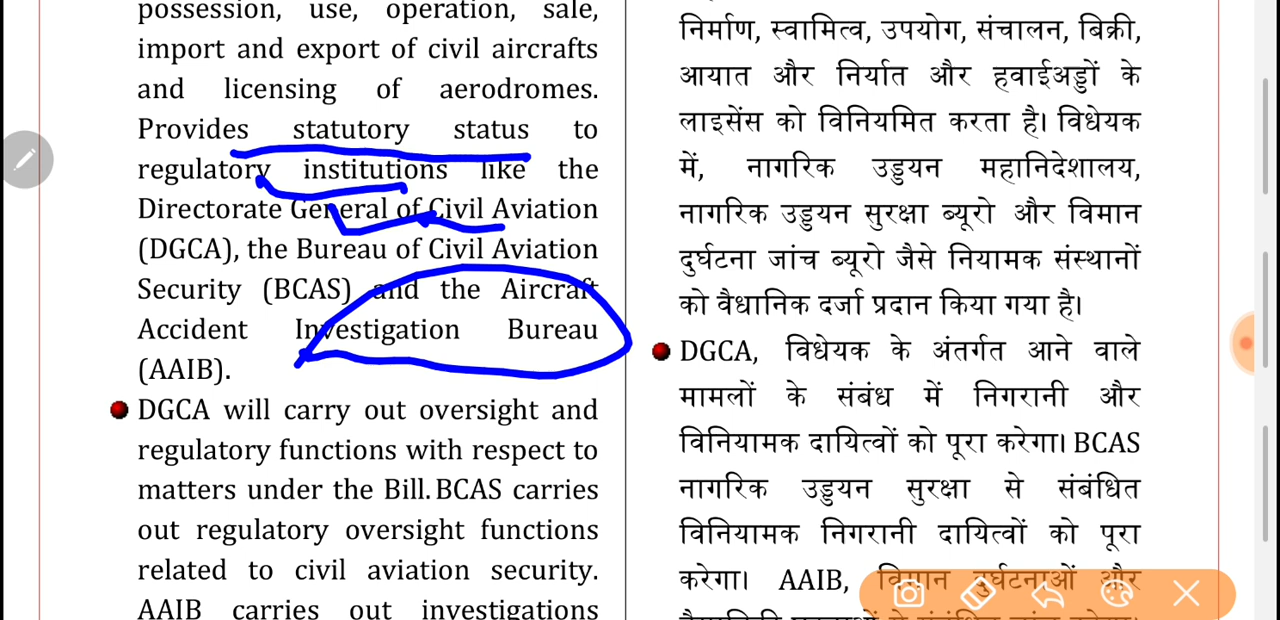 possession, use, operation, sale,
import and export of civil aircrafts
and licensing of aerodromes.
Provides statutory status to
regulatory institutions like the
Directorate General of Civil Aviation
(DGCA), the Bureau of Civil Aviation
Security (BCAS) and the Aircraft
Accident Investigation Bureau
(AAIB).
DGCA will carry out oversight and
regulatory functions with respect to
matters under the Bill. BCAS carries
out regulatory oversight functions
related to civil aviation security.
AAIB carries out investigations
निर्माण, स्वामित्व, उपयोग, संचालन, बिक्री,
आयात और निर्यात और हवाईअड्डों के
लाइसेंस को विनियमित करता है। विधेयक
में, नागरिक उड्डयन महानिदेशालय,
नागरिक उड्डयन सुरक्षा ब्यूरो और विमान
दुर्घटना जांच ब्यूरो जैसे नियामक संस्थानों
को वैधानिक दर्जा प्रदान किया गया है।
DGCA, विधेयक के अंतर्गत आने वाले
मामलों के संबंध में निगरानी और
विनियामक दायित्वों को पूरा करेगा। BCAS
नागरिक उड्डयन सुरक्षा से संबंधित
विनियामक निगरानी दायित्वों को पूरा
करेगा। AAIB, विमान दुर्घटनाओं और